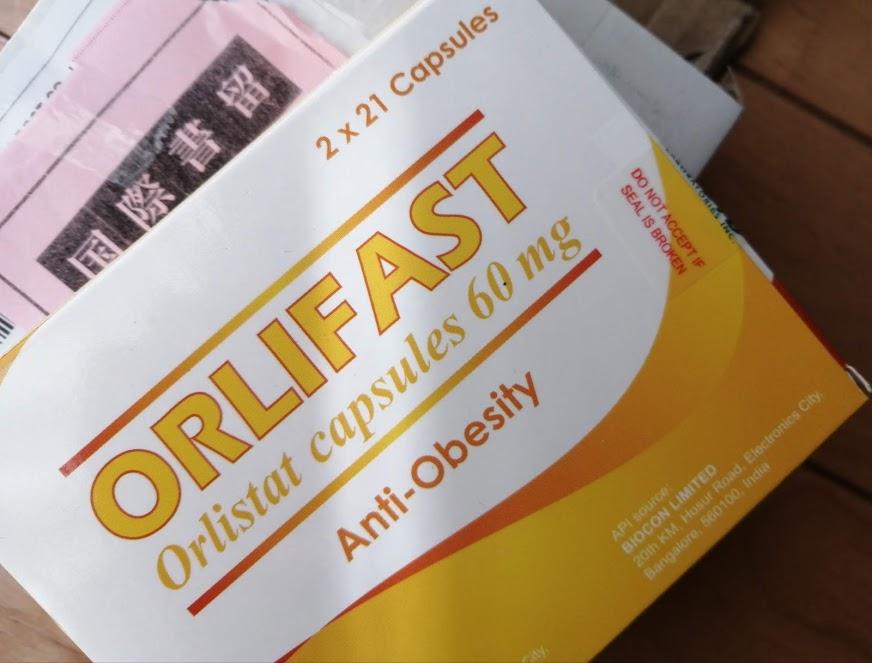 国際書留
2 x 21 Capsules
ORLIFAST
Orlistat capsules 60 mg
Anti-Obesity
DO NOT ACCEPT IF
SEAL IS BROKEN
API source:
BIOCON LIMITED
20th KM, Hosur Road, Electronics City,
Bangalore, 560100, India
City,